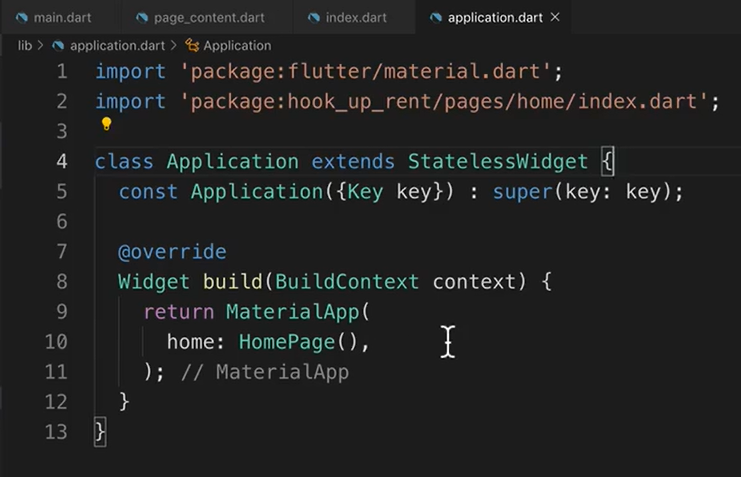 main.dart page_content.dart index.dart application.dart ×
lib > application.dart > Application
1 import 'package:flutter/material.dart';
2 import 'package:hook_up_rent/pages/home/index.dart';
3
4 class Application extends StatelessWidget {
5 const Application({Key key}) : super(key: key);
6
7 @override
8 Widget build(BuildContext context) {
9 return MaterialApp(
10 home: HomePage(),
11 ); // MaterialApp
12 }
13 }